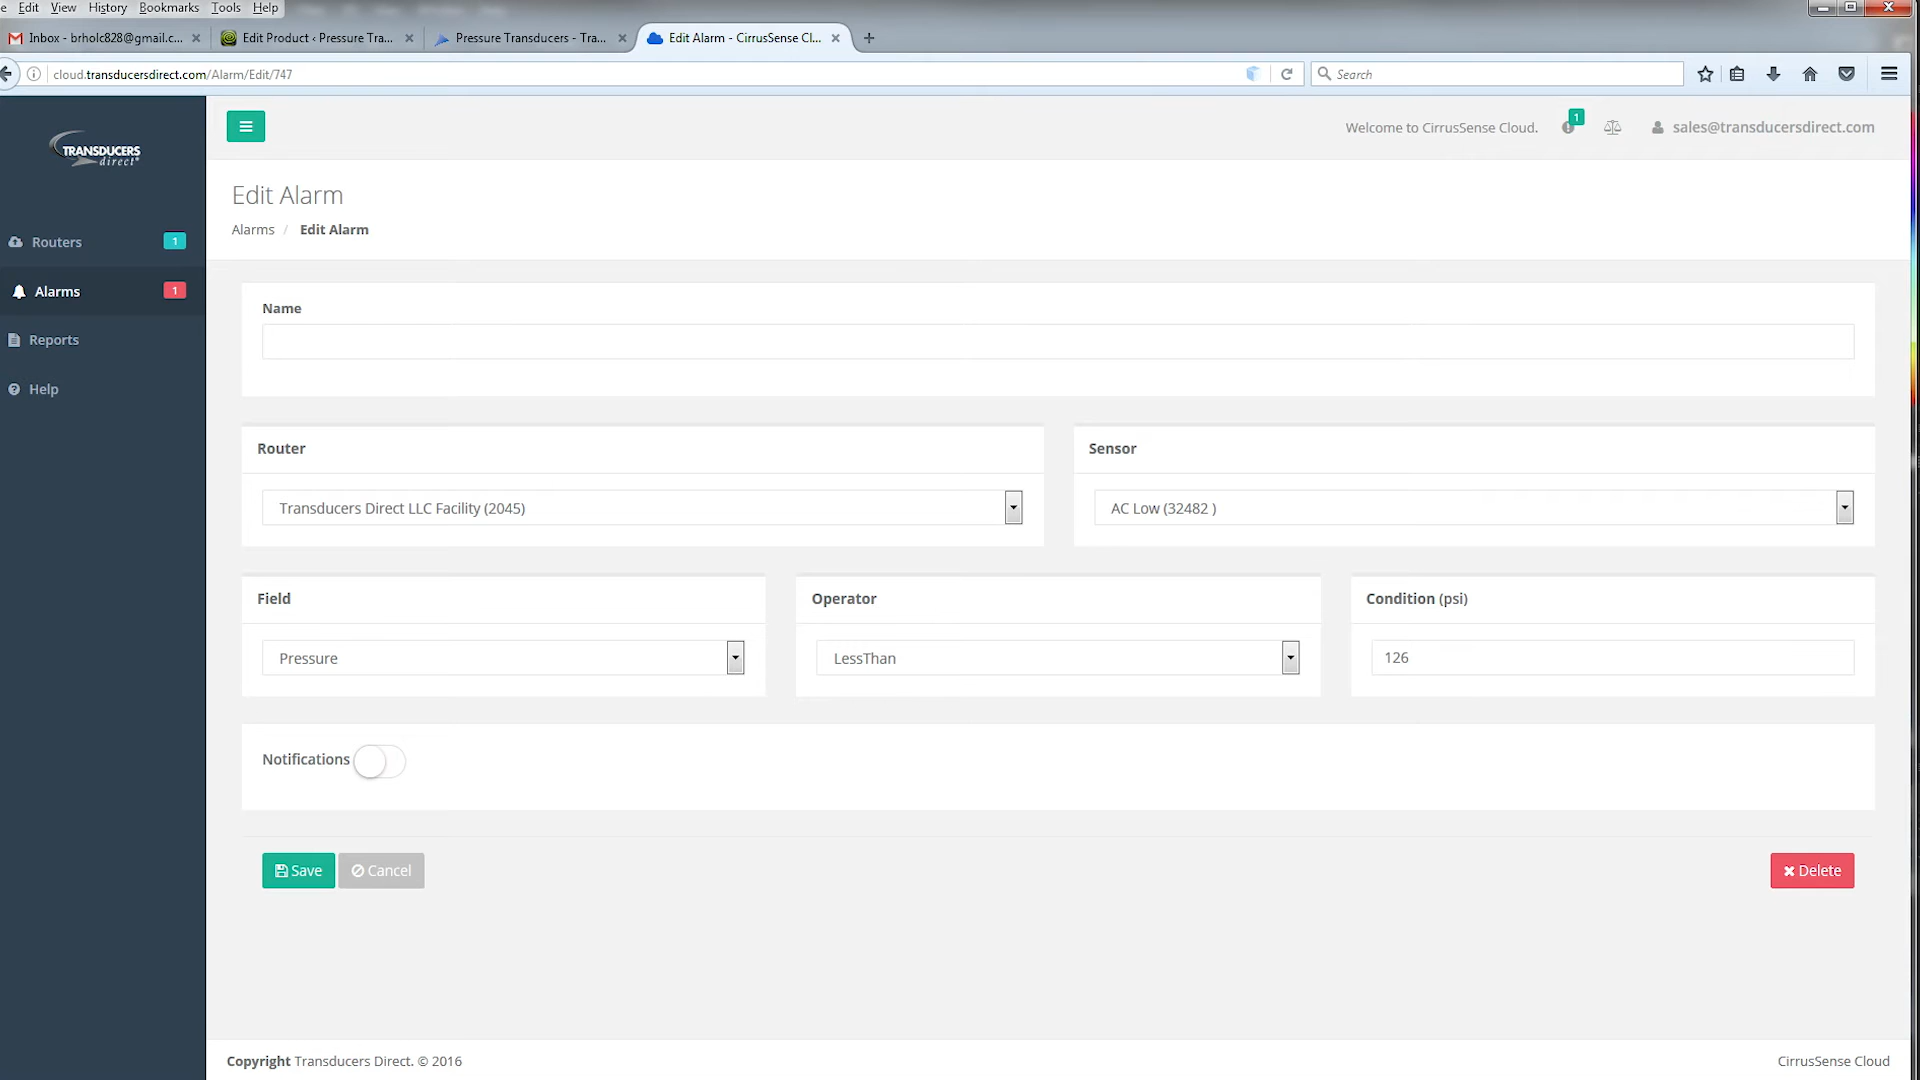 Edit View History Bookmarks Tools Help
Inbox - brholc828@gmail.c... Edit Product ‹ Pressure Tra... Pressure Transducers - Tra... Edit Alarm - CirrusSense Cl...
cloud.transducersdirect.com/Alarm/Edit/747 Search
TRANSDUCERS
direct
Welcome to CirrusSense Cloud. 1 sales@transducersdirect.com
Edit Alarm
Alarms / Edit Alarm
Routers 1
Alarms 1
Reports
Help
Name
Router Sensor
Transducers Direct LLC Facility (2045) AC Low (32482 )
Field Operator Condition (psi)
Pressure LessThan 126
Notifications
Save Cancel Delete
Copyright Transducers Direct. © 2016 CirrusSense Cloud